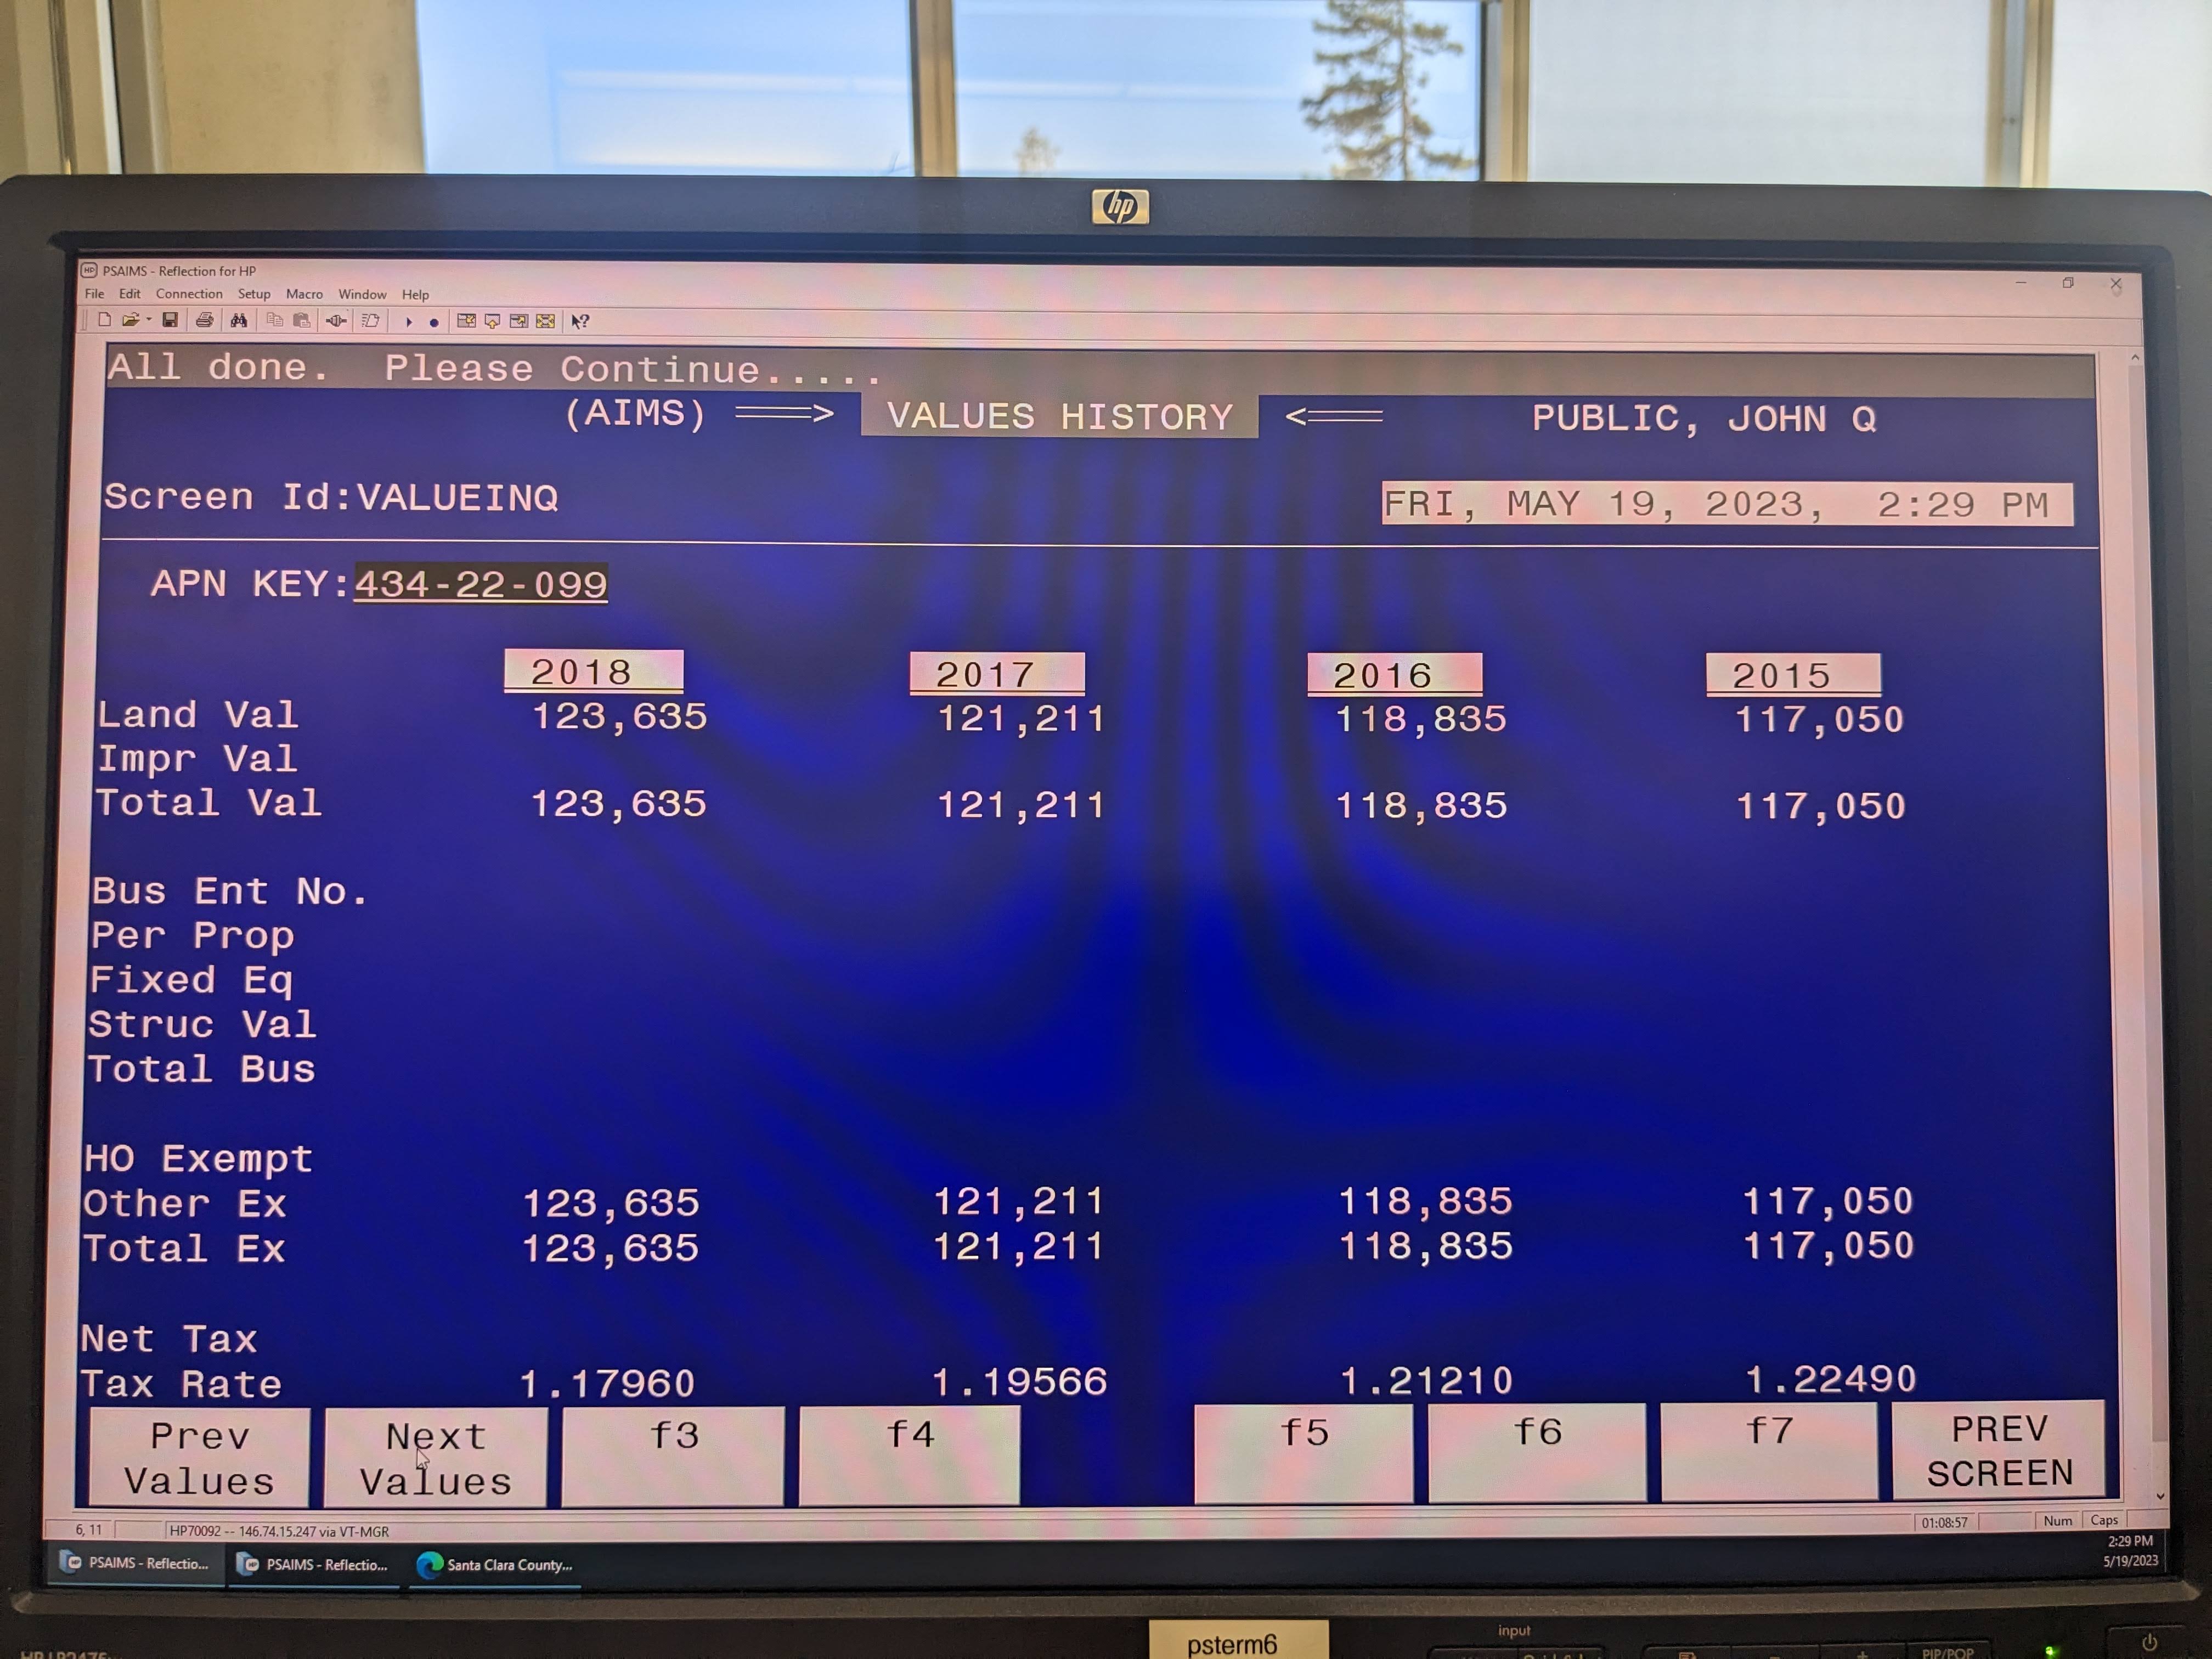 hp
PSAIMS - Reflection for HP
File Edit Connection Setup Macro Window Help
All done. Please Continue.....
(AIMS) ===> VALUES HISTORY <=== PUBLIC, JOHN Q
Screen Id:VALUEINQ FRI, MAY 19, 2023, 2:29 PM
APN KEY:434-22-099
2018 2017 2016 2015
Land Val 123,635 121,211 118,835 117,050
Impr Val
Total Val 123,635 121,211 118,835 117,050
Bus Ent No.
Per Prop
Fixed Eq
Struc Val
Total Bus
HO Exempt
Other Ex 123,635 121,211 118,835 117,050
Total Ex 123,635 121,211 118,835 117,050
Net Tax
Tax Rate 1.17960 1.19566 1.21210 1.22490
Prev Next f3 f4 f5 f6 f7 PREV
Values Values SCREEN
6, 11 HP70092 -- 146.74.15.247 via VT-MGR 01:08:57 Num Caps
PSAIMS - Reflectio... PSAIMS - Reflectio... Santa Clara County... 2:29 PM
5/19/2023
psterm6 input
PIP/POP